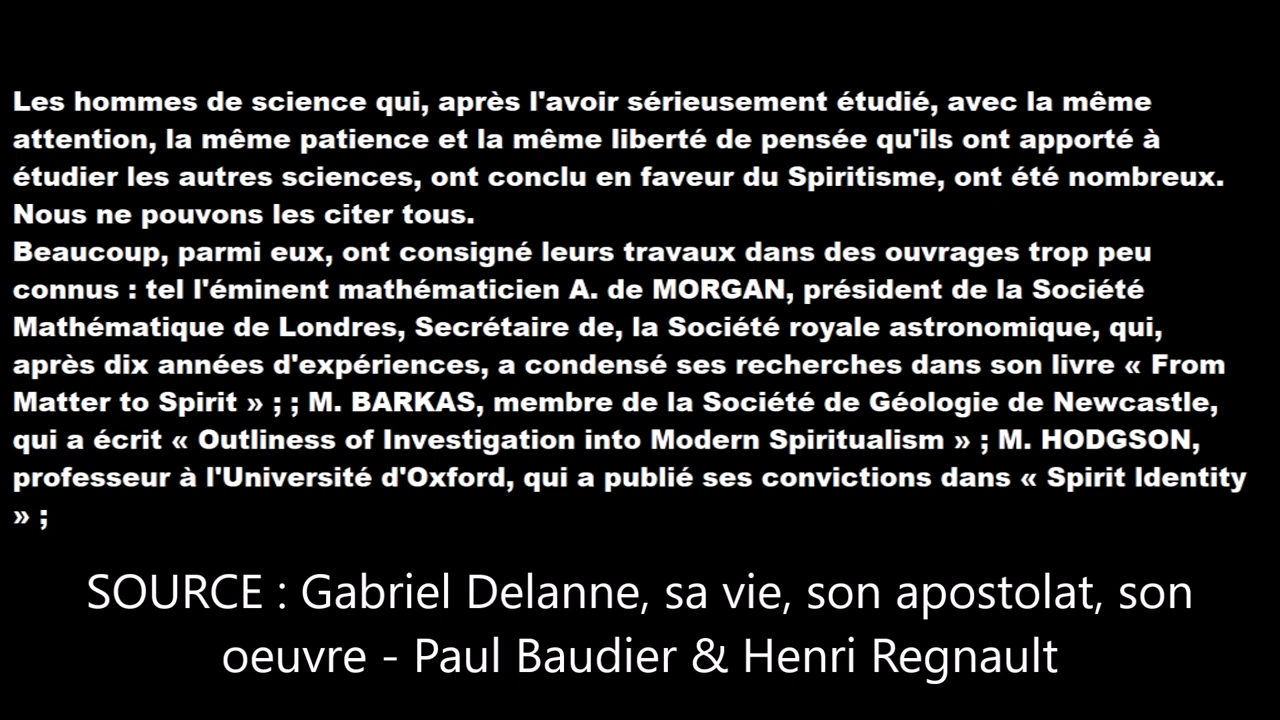 Les hommes de science qui, après l'avoir sérieusement étudié, avec la même
attention, la même patience et la même liberté de pensée qu'ils ont apporté à
étudier les autres sciences, ont conclu en faveur du Spiritisme, ont été nombreux.
Nous ne pouvons les citer tous.
Beaucoup, parmi eux, ont consigné leurs travaux dans des ouvrages trop peu
connus : tel l'éminent mathématicien A. de MORGAN, président de la Société
Mathématique de Londres, Secrétaire de, la Société royale astronomique, qui,
après dix années d'expériences, a condensé ses recherches dans son livre « From
Matter to Spirit » ; ; M. BARKAS, membre de la Société de Géologie de Newcastle,
qui a écrit « Outliness of Investigation into Modern Spiritualism » ; M. HODGSON,
professeur à l'Université d'Oxford, qui a publié ses convictions dans « Spirit ldentity
» ;
SOURCE : Gabriel Delanne, sa vie, son apostolat, son
oeuvre - Paul Baudier & Henri Regnault